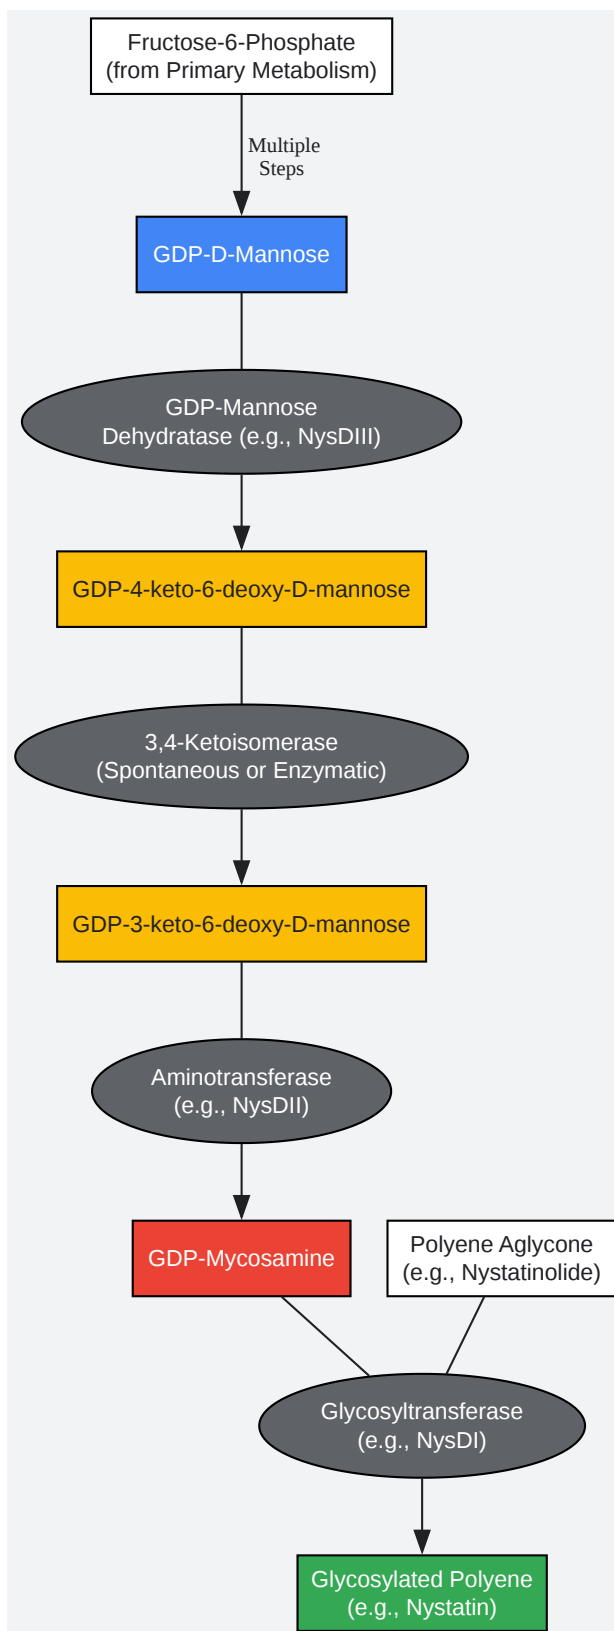 Fructose-6-Phosphate
(from Primary Metabolism)
Multiple
Steps
GDP-D-Mannose
GDP-Mannose
Dehydratase (e.g., NysDIII)
GDP-4-keto-6-deoxy-D-mannose
3,4-Ketoisomerase
(Spontaneous or Enzymatic)
GDP-3-keto-6-deoxy-D-mannose
Aminotransferase
(e.g., NysDII)
GDP-Mycosamine
Polyene Aglycone
(e.g., Nystatinolide)
Glycosyltransferase
(e.g., NysDI)
Glycosylated Polyene
(e.g., Nystatin)